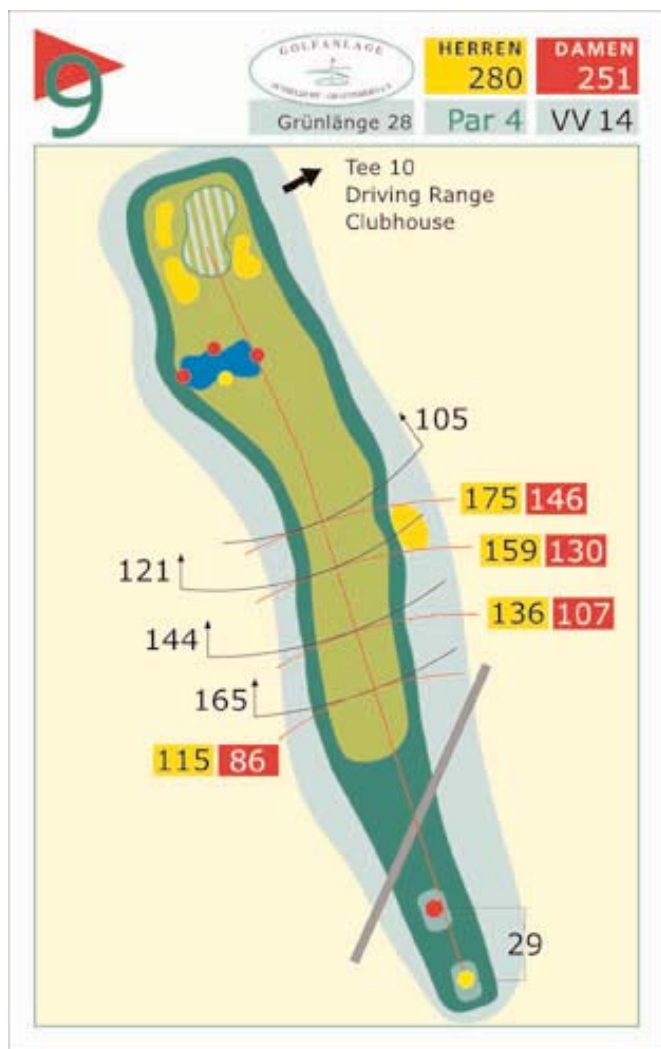 9
GOLFANLAGE
HERREN
280
DAMEN
251
Grünlänge 28
Par 4
VV 14
Tee 10
Driving Range
Clubhouse
105
175 146
159 130
121
136 107
144
165
115 86
29